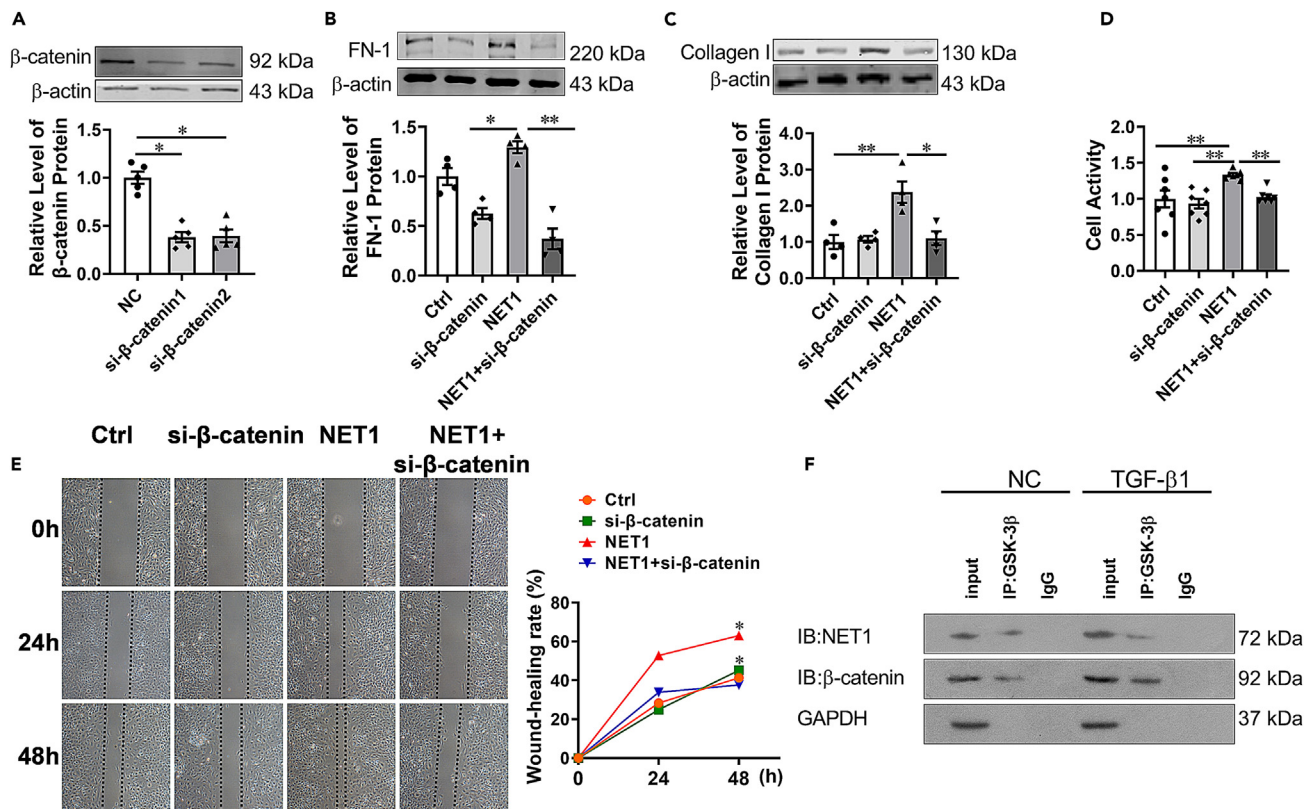 A
β-catenin
92 kDa
β-actin
43 kDa
Relative Level of
β-catenin Protein
1.5
1.0
0.5
0.0
*
*
NC
si-β-catenin1
si-β-catenin2
B
FN-1
220 kDa
β-actin
43 kDa
Relative Level of
FN-1 Protein
1.5
1.0
0.5
0.0
*
**
Ctrl
si-β-catenin
NET1
NET1+si-β-catenin
C
Collagen I
130 kDa
β-actin
43 kDa
Relative Level of
Collagen I Protein
4.0
3.0
2.0
1.0
0.0
**
*
Ctrl
si-β-catenin
NET1
NET1+si-β-catenin
D
Cell Activity
2.0
1.5
1.0
0.5
0.0
**
**
**
Ctrl
si-β-catenin
NET1
NET1+si-β-catenin
E
Ctrl
si-β-catenin
NET1
NET1+
si-β-catenin
0h
24h
48h
Ctrl
si-β-catenin
NET1
NET1+si-β-catenin
Wound-healing rate (%)
80
60
40
20
0
*
*
0
24
48
(h)
F
NC
TGF-β1
input
IP:GSK-3β
IgG
input
IP:GSK-3β
IgG
IB:NET1
72 kDa
IB:β-catenin
92 kDa
GAPDH
37 kDa